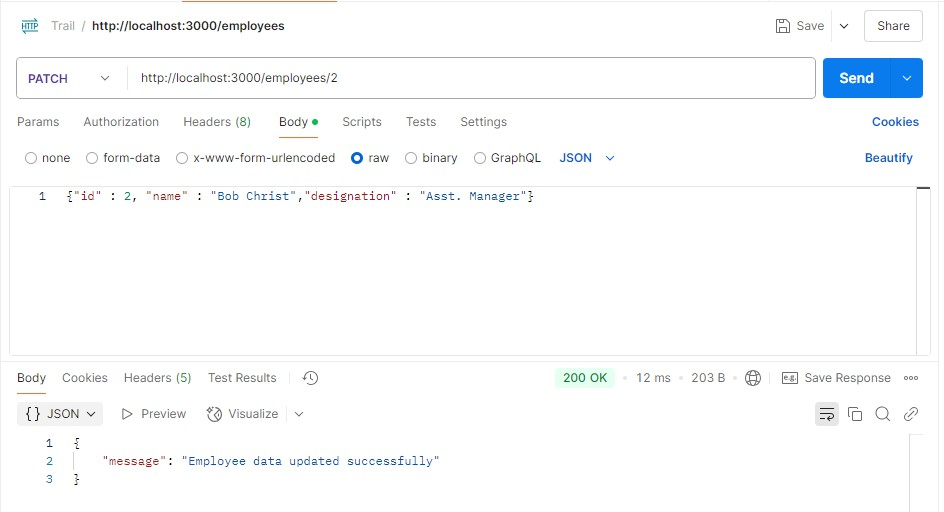 HTTP Trail / http://localhost:3000/employees Save Share
PATCH http://localhost:3000/employees/2 Send
Params Authorization Headers (8) Body Scripts Tests Settings Cookies
none form-data x-www-form-urlencoded raw binary GraphQL JSON Beautify
1 {"id" : 2, "name" : "Bob Christ","designation" : "Asst. Manager"}
Body Cookies Headers (5) Test Results 200 OK 12 ms 203 B e.g. Save Response
{} JSON Preview Visualize
1 {
2 "message": "Employee data updated successfully"
3 }